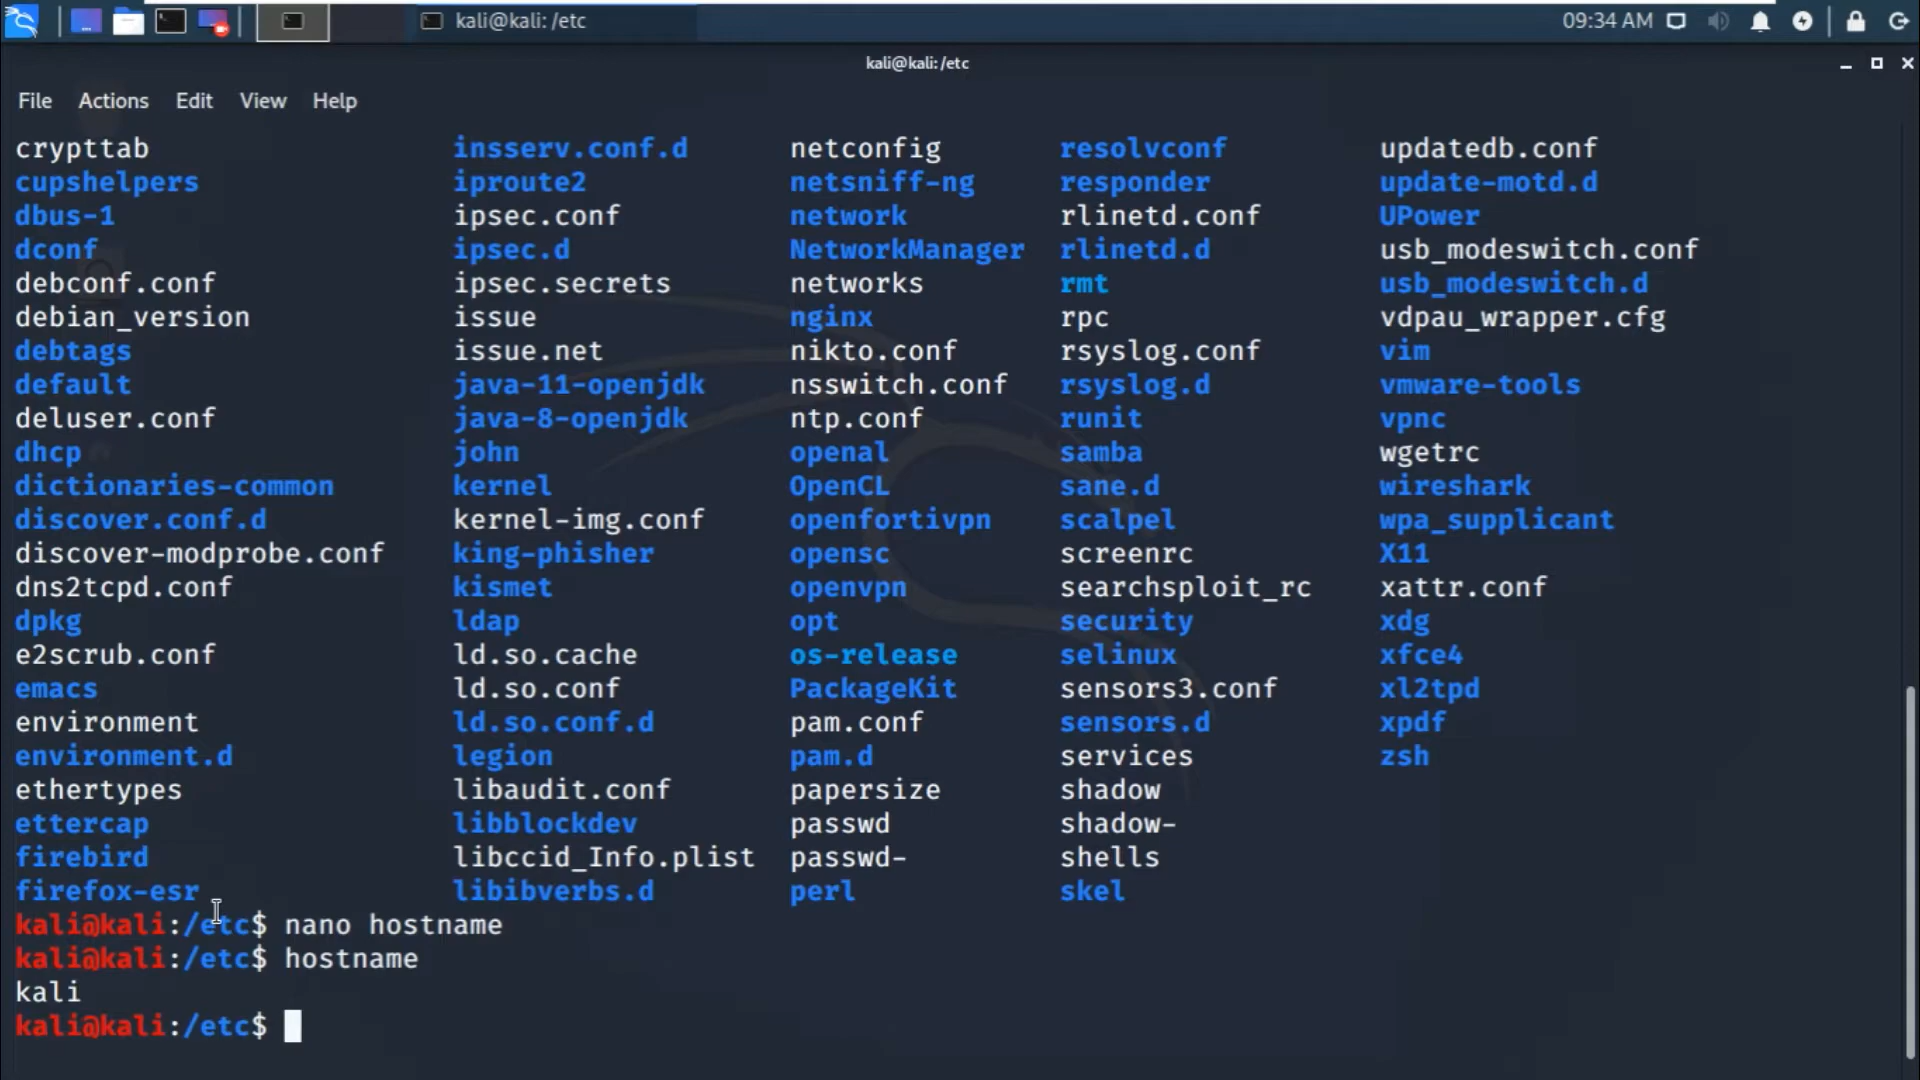 kali@kali: /etc
09:34 AM
kali@kali:/etc
File Actions Edit View Help
crypttab insserv.conf.d netconfig resolvconf updatedb.conf
cupshelpers iproute2 netsniff-ng responder update-motd.d
dbus-1 ipsec.conf network rlinetd.conf UPower
dconf ipsec.d NetworkManager rlinetd.d usb_modeswitch.conf
debconf.conf ipsec.secrets networks rmt usb_modeswitch.d
debian_version issue nginx rpc vdpau_wrapper.cfg
debtags issue.net nikto.conf rsyslog.conf vim
default java-11-openjdk nsswitch.conf rsyslog.d vmware-tools
deluser.conf java-8-openjdk ntp.conf runit vpnc
dhcp john openal samba wgetrc
dictionaries-common kernel OpenCL sane.d wireshark
discover.conf.d kernel-img.conf openfortivpn scalpel wpa_supplicant
discover-modprobe.conf king-phisher opensc screenrc X11
dns2tcpd.conf kismet openvpn searchsploit_rc xattr.conf
dpkg ldap opt security xdg
e2scrub.conf ld.so.cache os-release selinux xfce4
emacs ld.so.conf PackageKit sensors3.conf xl2tpd
environment ld.so.conf.d pam.conf sensors.d xpdf
environment.d legion pam.d services zsh
ethertypes libaudit.conf papersize shadow
ettercap libblockdev passwd shadow-
firebird libccid_Info.plist passwd- shells
firefox-esr libibverbs.d perl skel
kali@kali:/etc$ nano hostname
kali@kali:/etc$ hostname
kali
kali@kali:/etc$